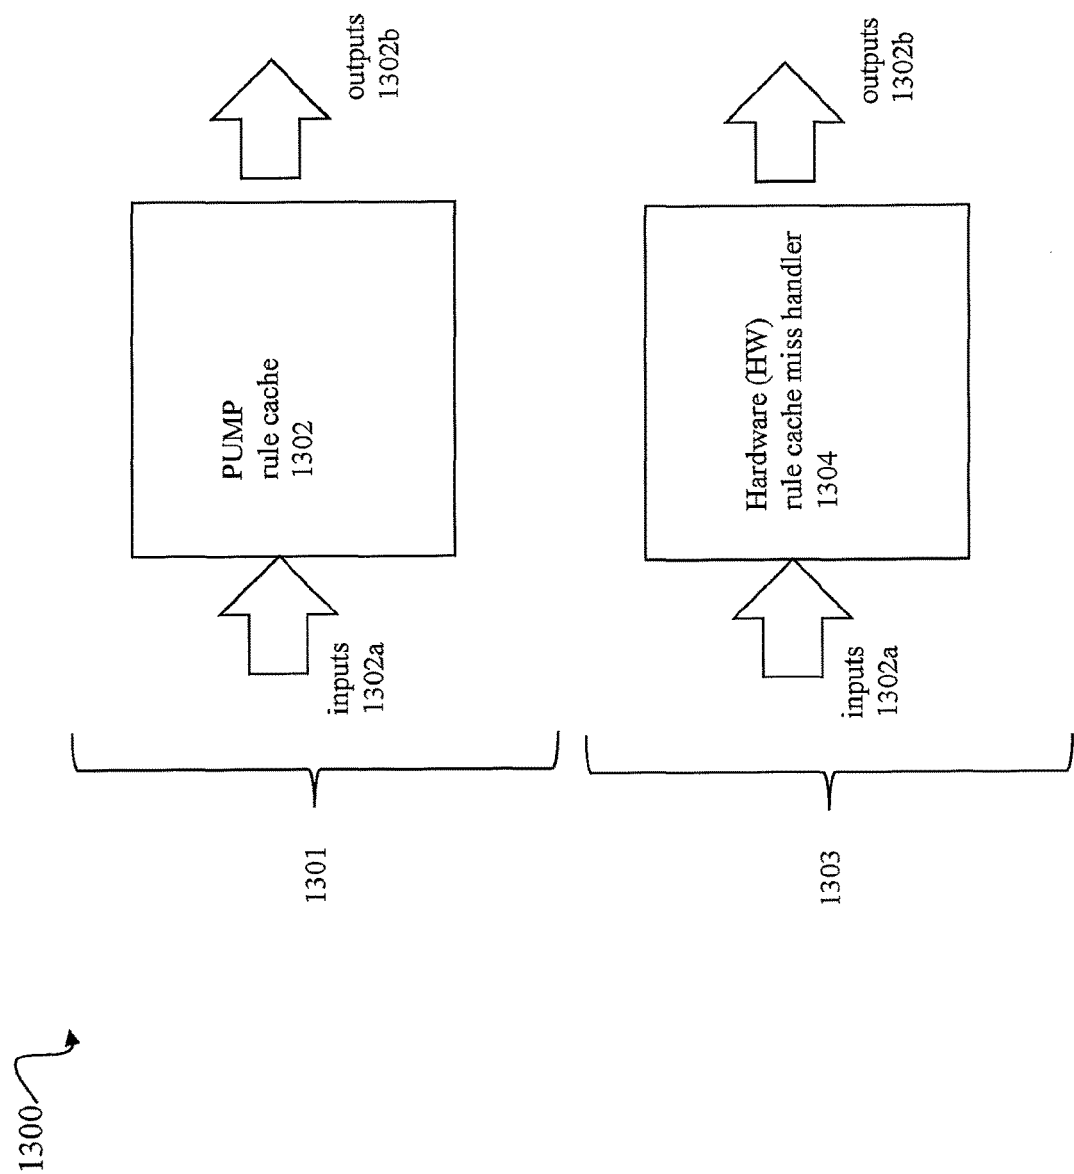 1300
1301
inputs
1302a
PUMP
rule cache
1302
outputs
1302b
1303
inputs
1302a
Hardware (HW)
rule cache miss handler
1304
outputs
1302b